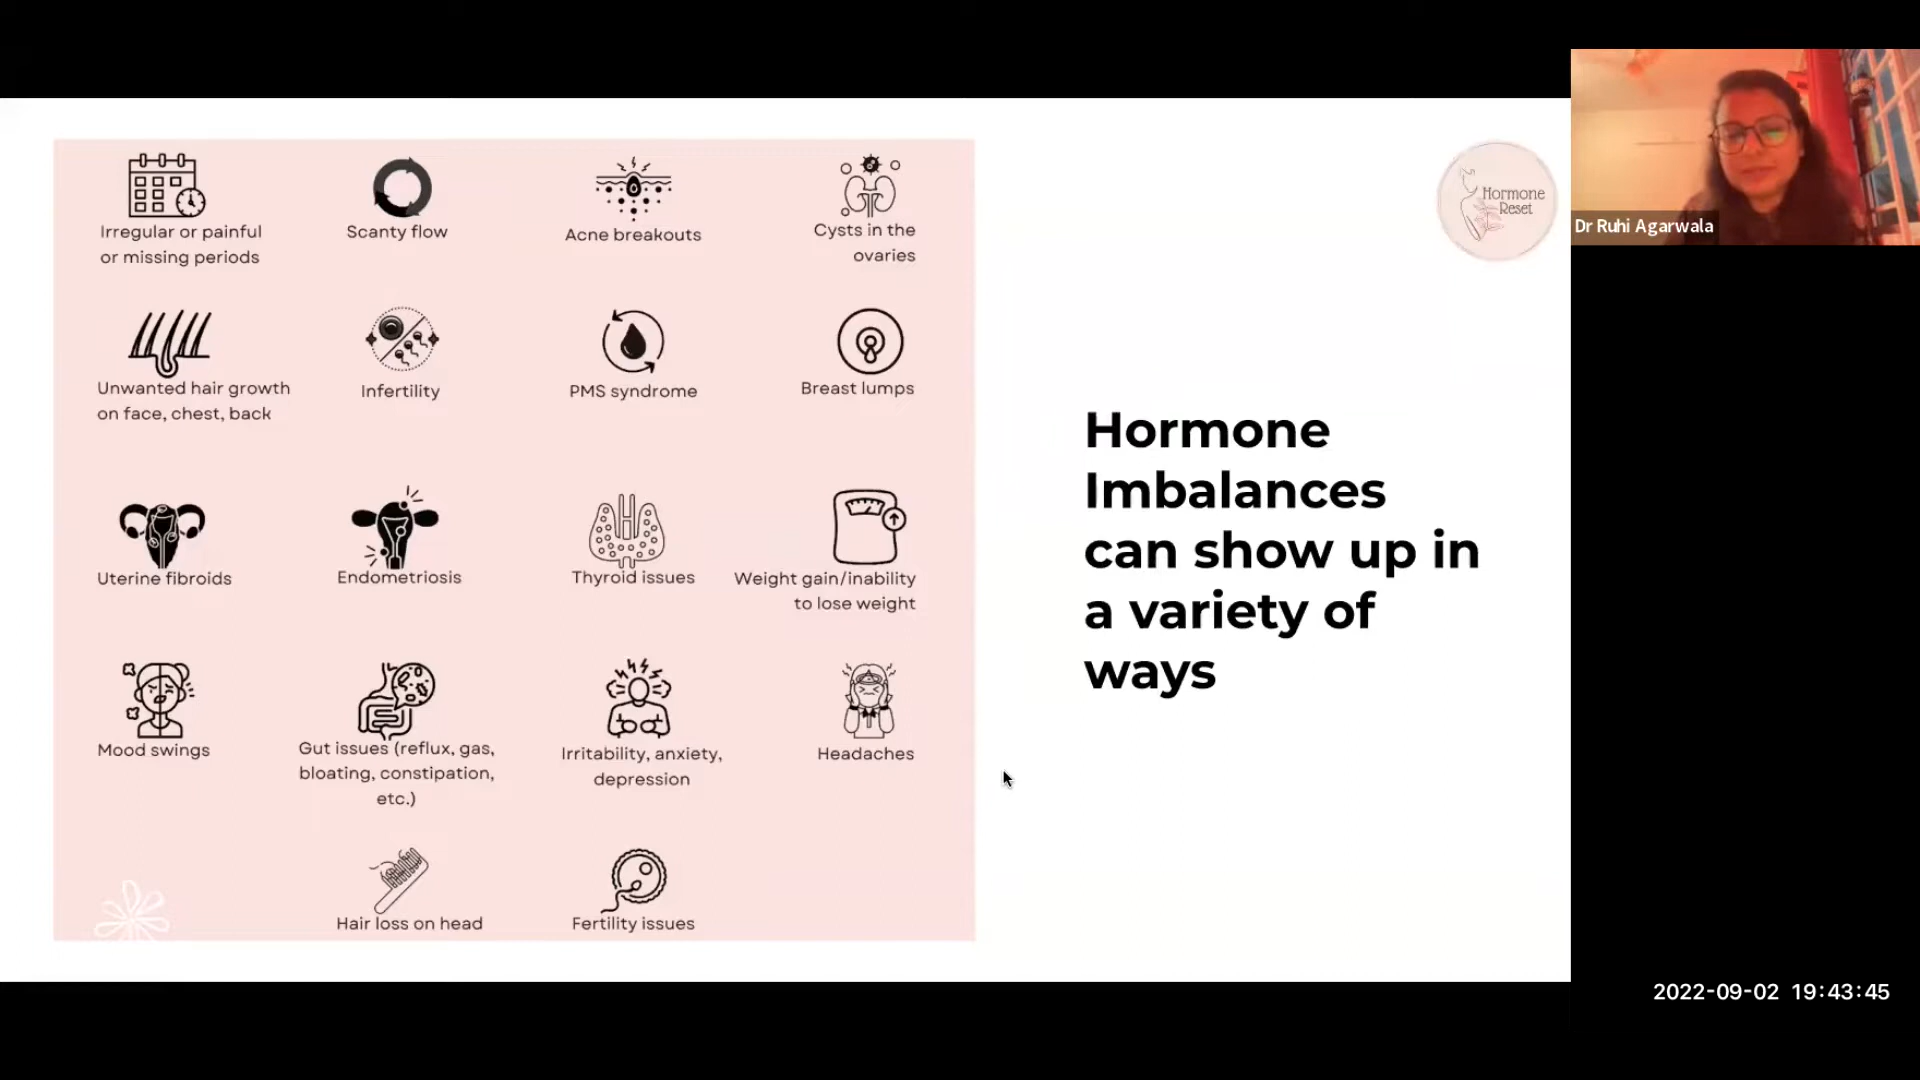 Irregular or painful
or missing periods
Scanty flow
Acne breakouts
Cysts in the
ovaries
Unwanted hair growth
on face, chest, back
Infertility
PMS syndrome
Breast lumps
Uterine fibroids
Endometriosis
Thyroid issues
Weight gain/inability
to lose weight
Mood swings
Gut issues (reflux, gas,
bloating, constipation,
etc.)
Irritability, anxiety,
depression
Headaches
Hair loss on head
Fertility issues
Hormone
Imbalances
can show up in
a variety of
ways
Hormone
Reset
Dr Ruhi Agarwala
2022-09-02 19:43:45